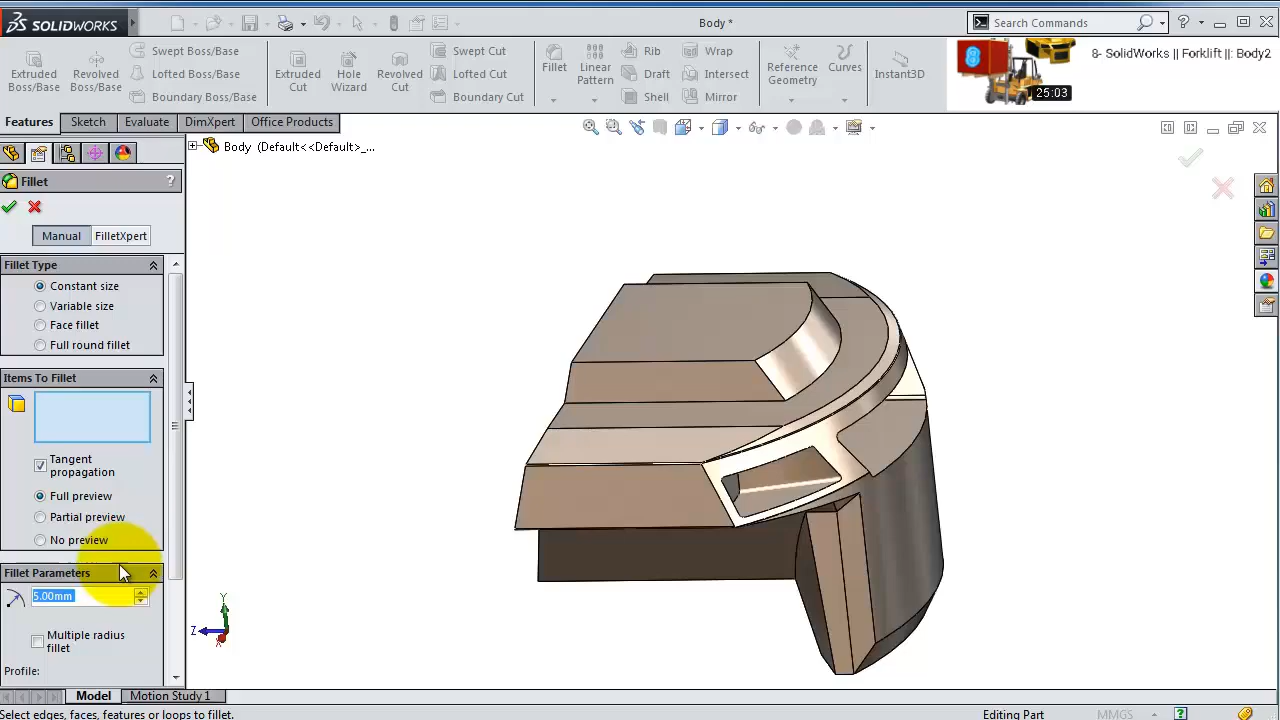 SOLIDWORKS
Body *
Search Commands
8- SolidWorks || Forklift || Body2
25:03
Extruded Boss/Base
Revolved Boss/Base
Swept Boss/Base
Lofted Boss/Base
Boundary Boss/Base
Extruded Cut
Hole Wizard
Revolved Cut
Swept Cut
Lofted Cut
Boundary Cut
Fillet
Linear Pattern
Rib
Draft
Shell
Wrap
Intersect
Mirror
Reference Geometry
Curves
Instant3D
Features
Sketch
Evaluate
DimXpert
Office Products
Body (Default<<Default>_...
Fillet
?
Manual
FilletXpert
Fillet Type
Constant size
Variable size
Face fillet
Full round fillet
Items To Fillet
Tangent
propagation
Full preview
Partial preview
No preview
Fillet Parameters
5.00mm
Multiple radius
fillet
Profile:
Y
Z
X
Model
Motion Study 1
Select edges, faces, features or loops to fillet.
Editing Part
MMGS